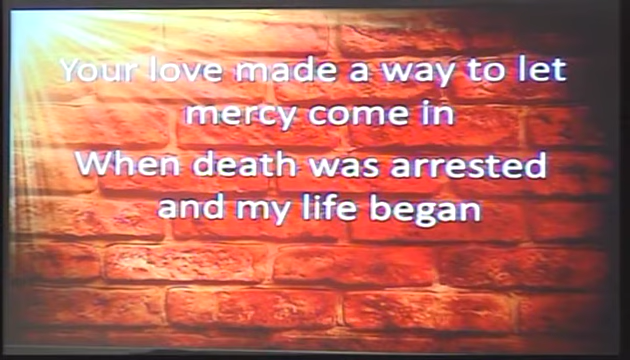 Your love made a way to let
mercy come in
When death was arrested
and my life began